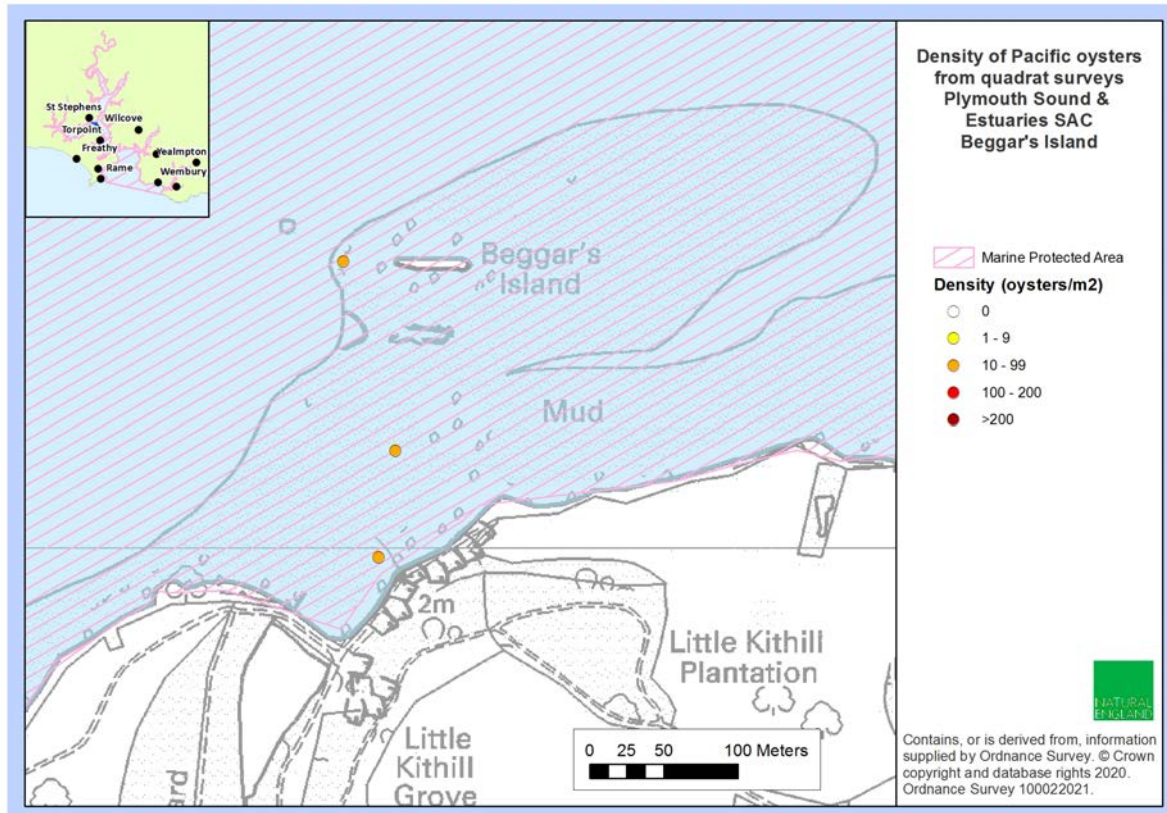 St Stephens
Wilcove
Torpoint
Freathy
Yealmpton
Rame
Wembury
Beggar's
Island
Mud
2m
Little Kithill
Plantation
Little
Kithill
Grove
ard
0 25 50 100 Meters
Density of Pacific oysters
from quadrat surveys
Plymouth Sound &
Estuaries SAC
Beggar's Island
Marine Protected Area
Density (oysters/m2)
0
1 - 9
10 - 99
100 - 200
>200
NATURAL
ENGLAND
Contains, or is derived from, information
supplied by Ordnance Survey. © Crown
copyright and database rights 2020.
Ordnance Survey 100022021.